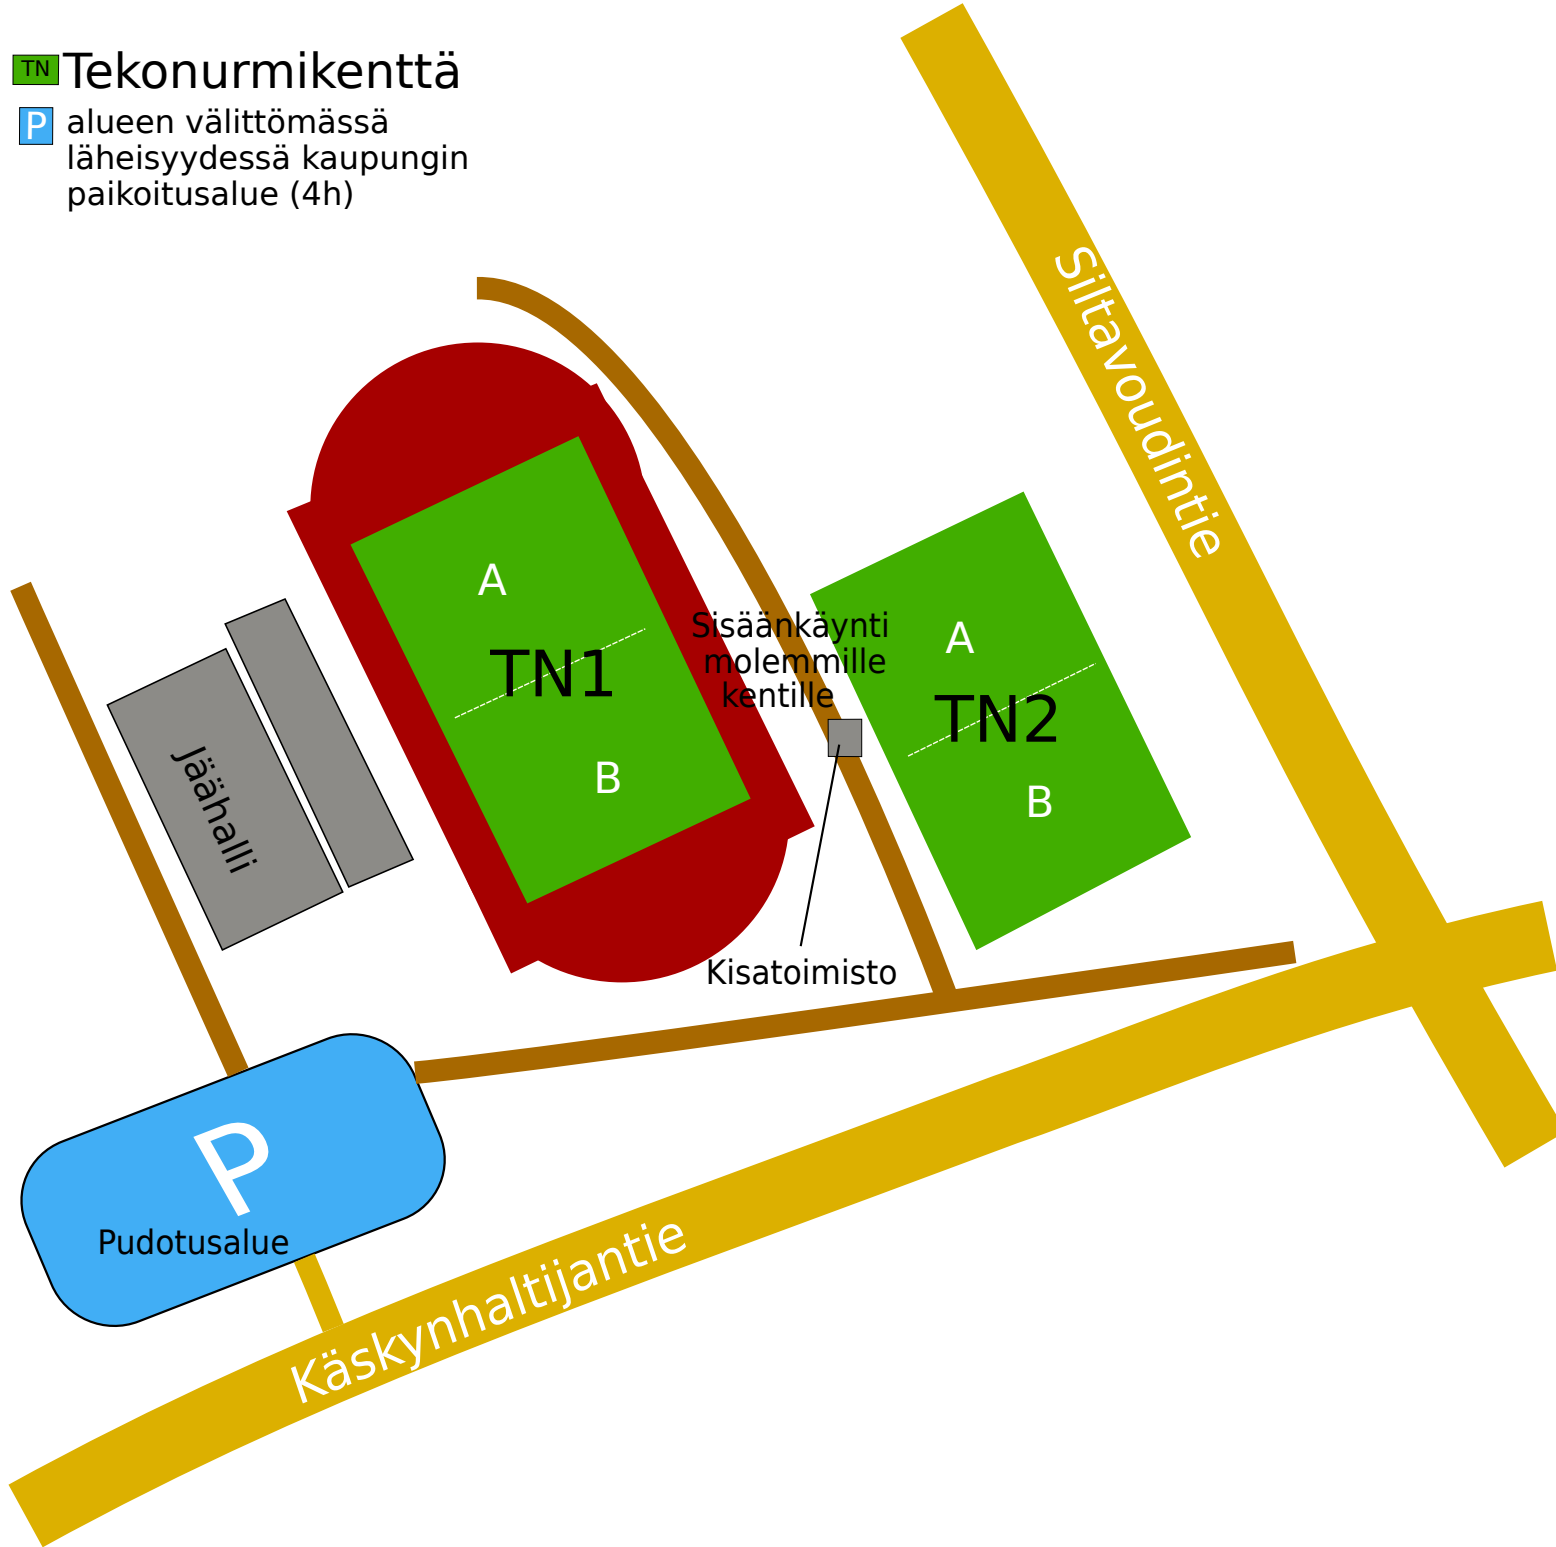 TN Tekonurmikenttä
P alueen välittömässä
läheisyydessä kaupungin
paikoitusalue (4h)
Siltavoudintie
A
TN1
B
Sisäänkäynti
molemmille
kentille
A
TN2
B
Jäähalli
Kisatoimisto
P
Pudotusalue
Käskynhaltijantie